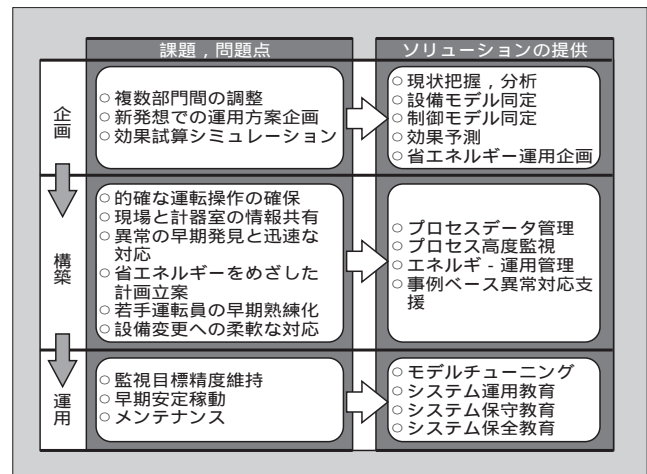 課題，問題点
ソリューションの提供
企画
○複数部門間の調整
○新発想での運用方案企画
○効果試算シミュレーション
○現状把握，分析
○設備モデル同定
○制御モデル同定
○効果予測
○省エネルギー運用企画
構築
○的確な運転操作の確保
○現場と計器室の情報共有
○異常の早期発見と迅速な
対応
○省エネルギーをめざした
計画立案
○若手運転員の早期熟練化
○設備変更への柔軟な対応
○プロセスデータ管理
○プロセス高度監視
○エネルギ‐運用管理
○事例ベース異常対応支
援
運用
○監視目標精度維持
○早期安定稼動
○メンテナンス
○モデルチューニング
○システム運用教育
○システム保守教育
○システム保全教育